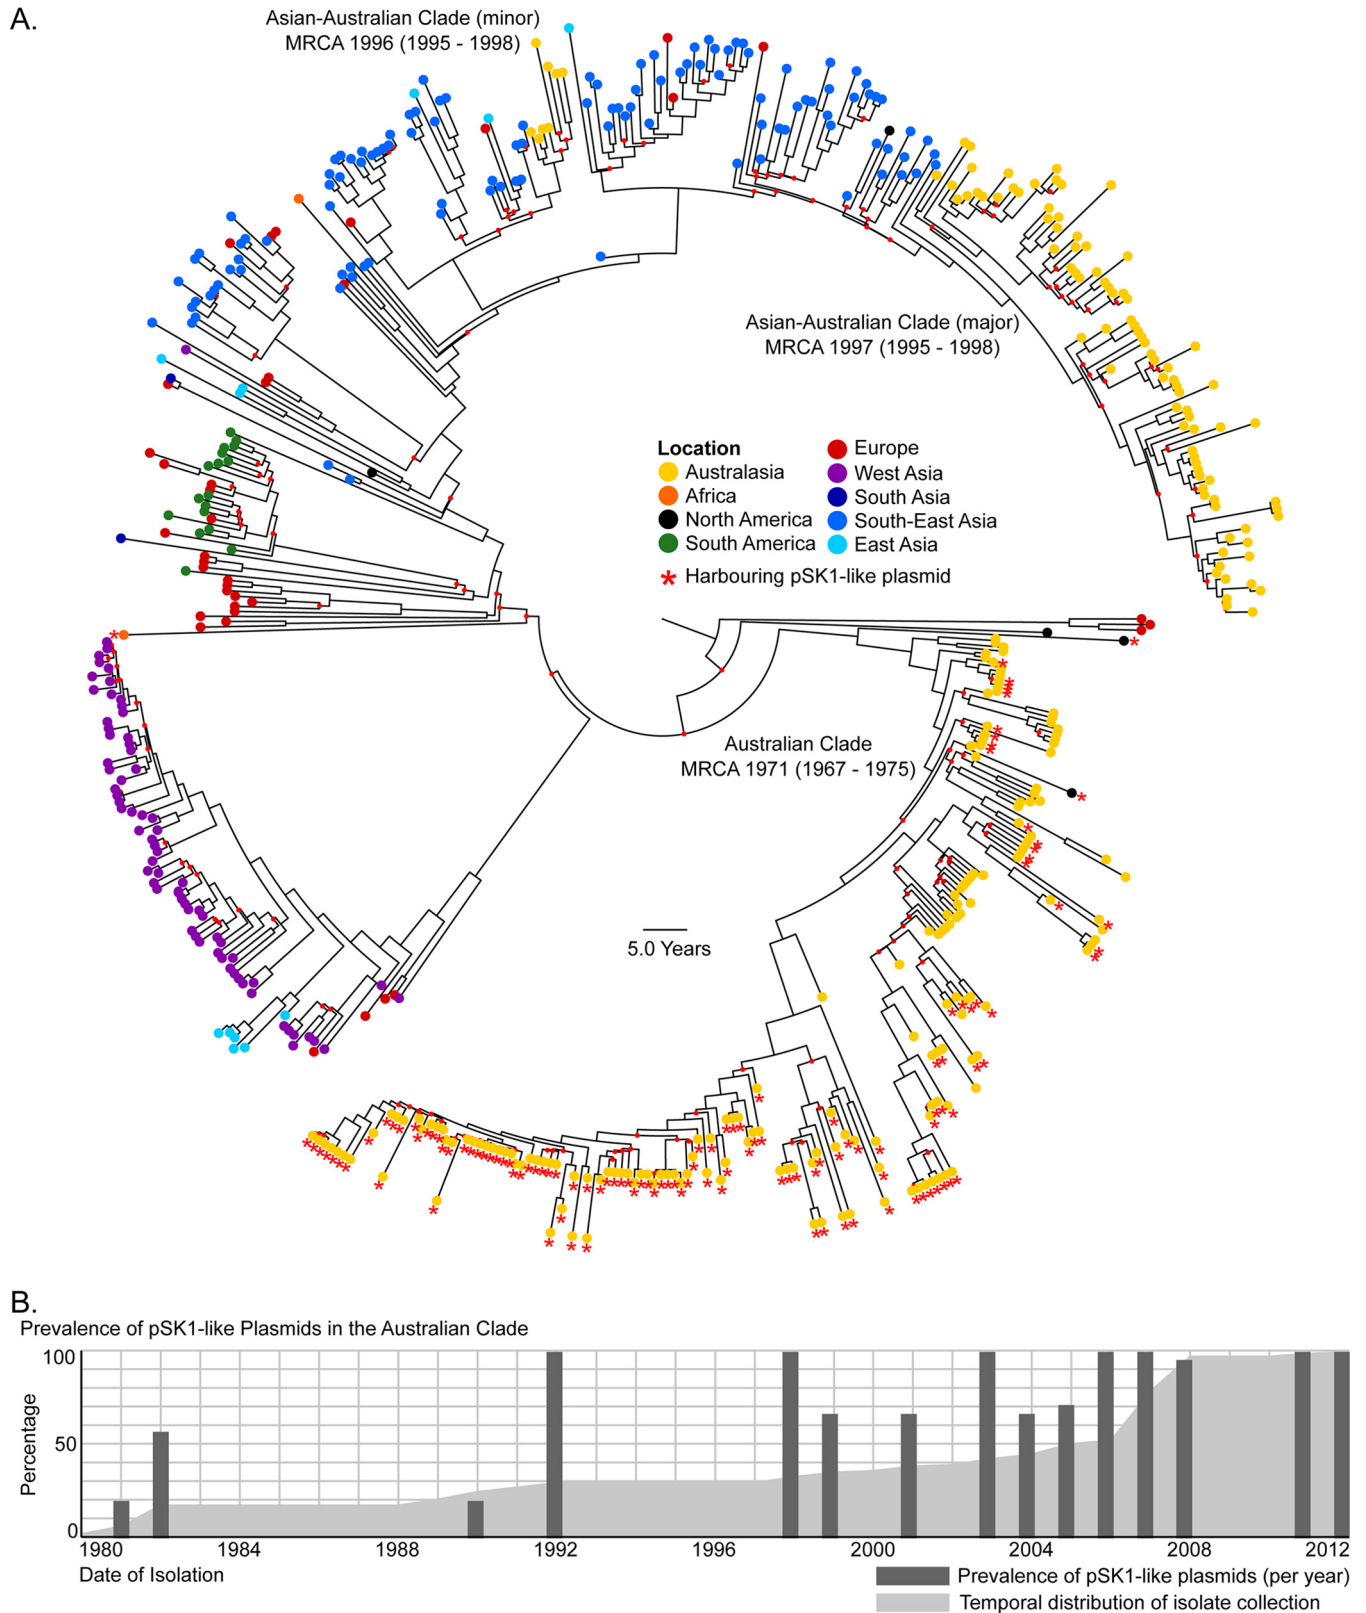 A.
Asian-Australian Clade (minor)
MRCA 1996 (1995 - 1998)
Asian-Australian Clade (major)
MRCA 1997 (1995 - 1998)
Location
Australasia
Africa
North America
South America
Europe
West Asia
South Asia
South-East Asia
East Asia
* Harbouring pSK1-like plasmid
Australian Clade
MRCA 1971 (1967 - 1975)
5.0 Years
B.
Prevalence of pSK1-like Plasmids in the Australian Clade
100
50
0
Percentage
1980 1984 1988 1992 1996 2000 2004 2008 2012
Date of Isolation
Prevalence of pSK1-like plasmids (per year)
Temporal distribution of isolate collection